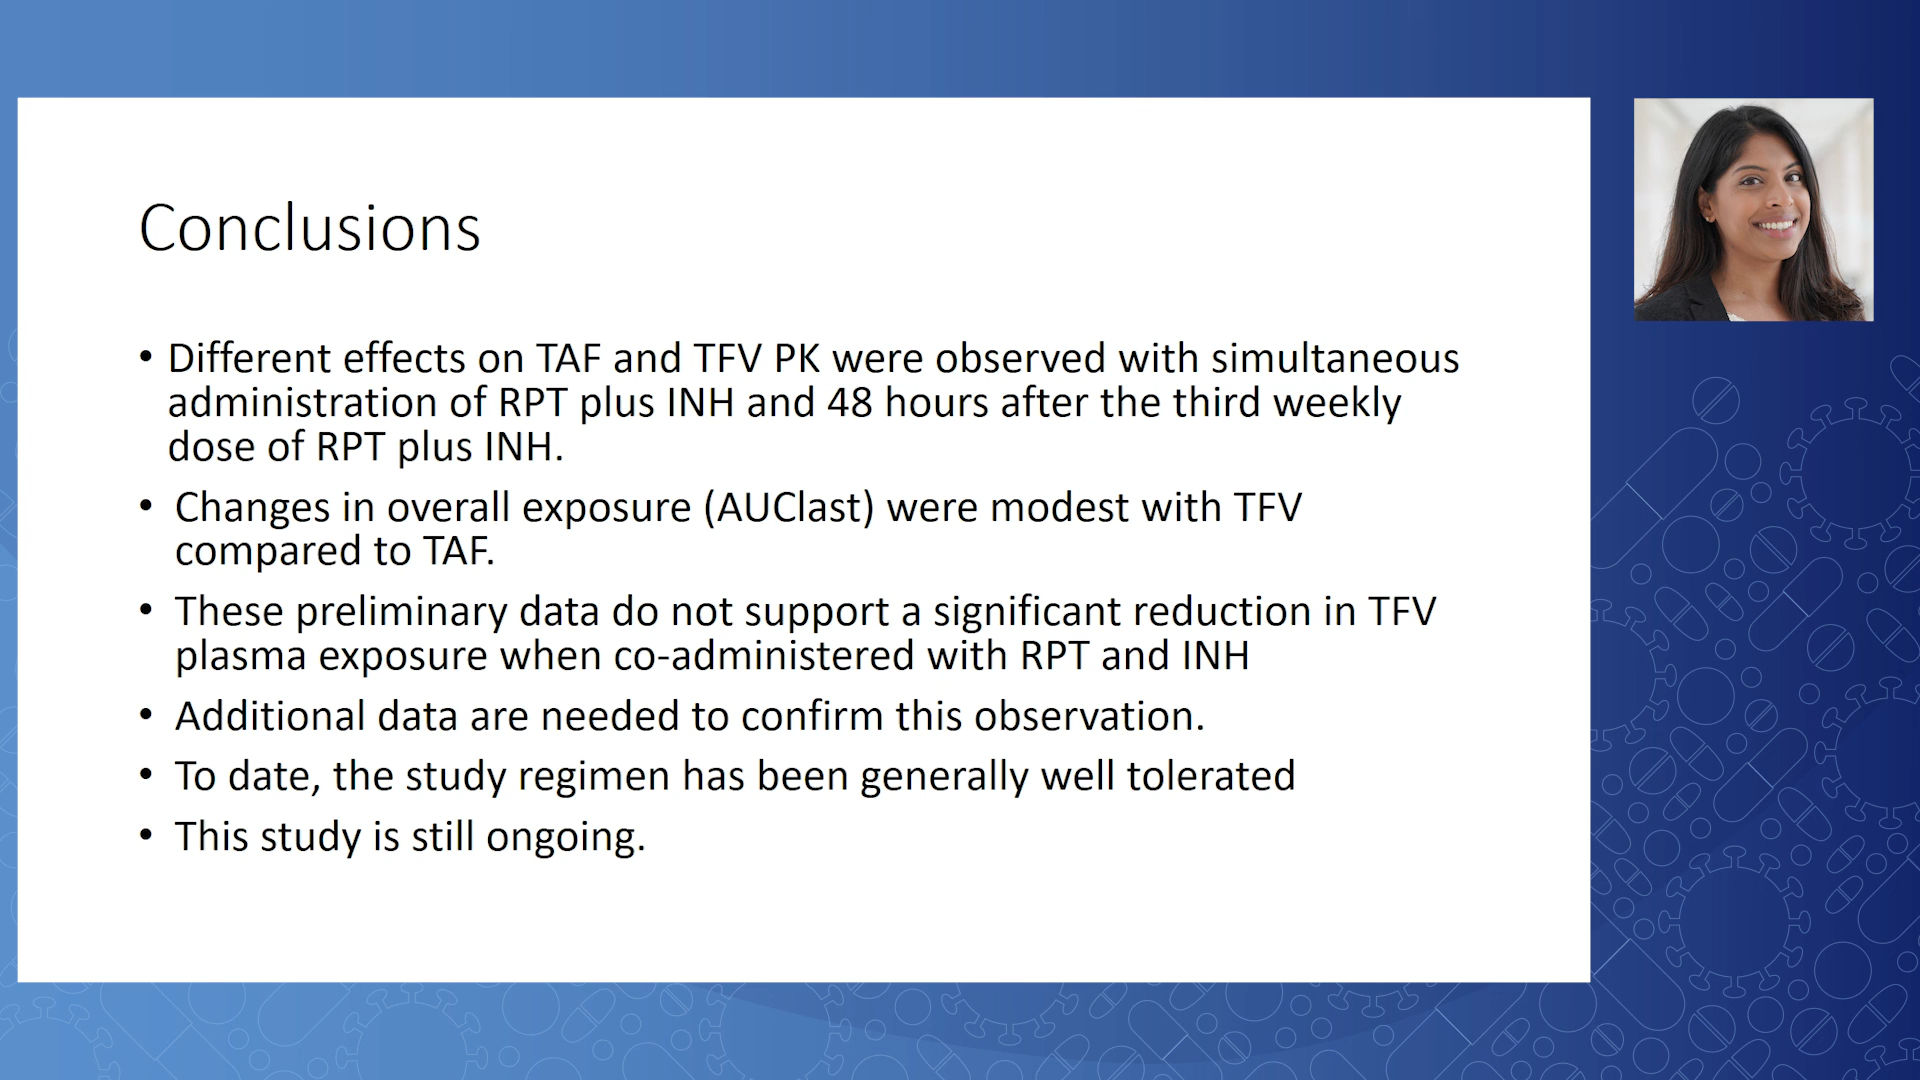 Conclusions
• Different effects on TAF and TFV PK were observed with simultaneous
administration of RPT plus INH and 48 hours after the third weekly
dose of RPT plus INH.
• Changes in overall exposure (AUClast) were modest with TFV
compared to TAF.
• These preliminary data do not support a significant reduction in TFV
plasma exposure when co-administered with RPT and INH
• Additional data are needed to confirm this observation.
• To date, the study regimen has been generally well tolerated
• This study is still ongoing.